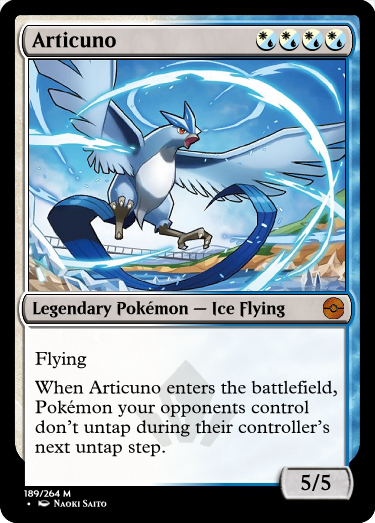 Articuno
Legendary Pokémon — Ice Flying
Flying
When Articuno enters the battlefield,
Pokémon your opponents control
don't untap during their controller's
next untap step.
5/5
189/264 M
• Naoki Saito